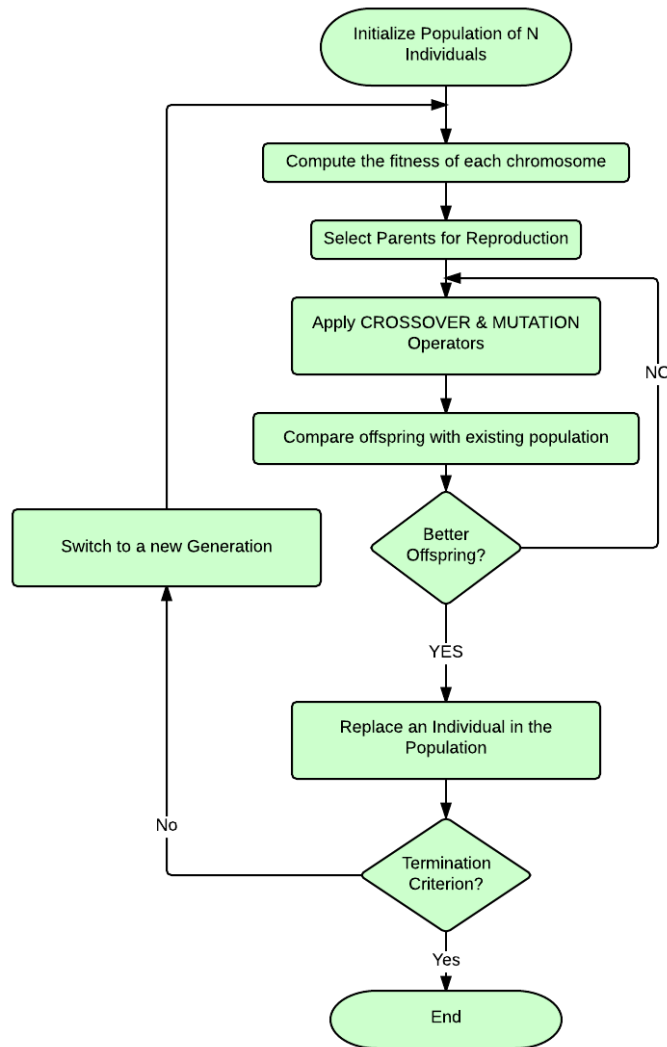 Initialize Population of N
Individuals
Compute the fitness of each chromosome
Select Parents for Reproduction
Apply CROSSOVER & MUTATION
Operators
NO
Compare offspring with existing population
Switch to a new Generation
Better
Offspring?
YES
Replace an Individual in the
Population
No
Termination
Criterion?
Yes
End